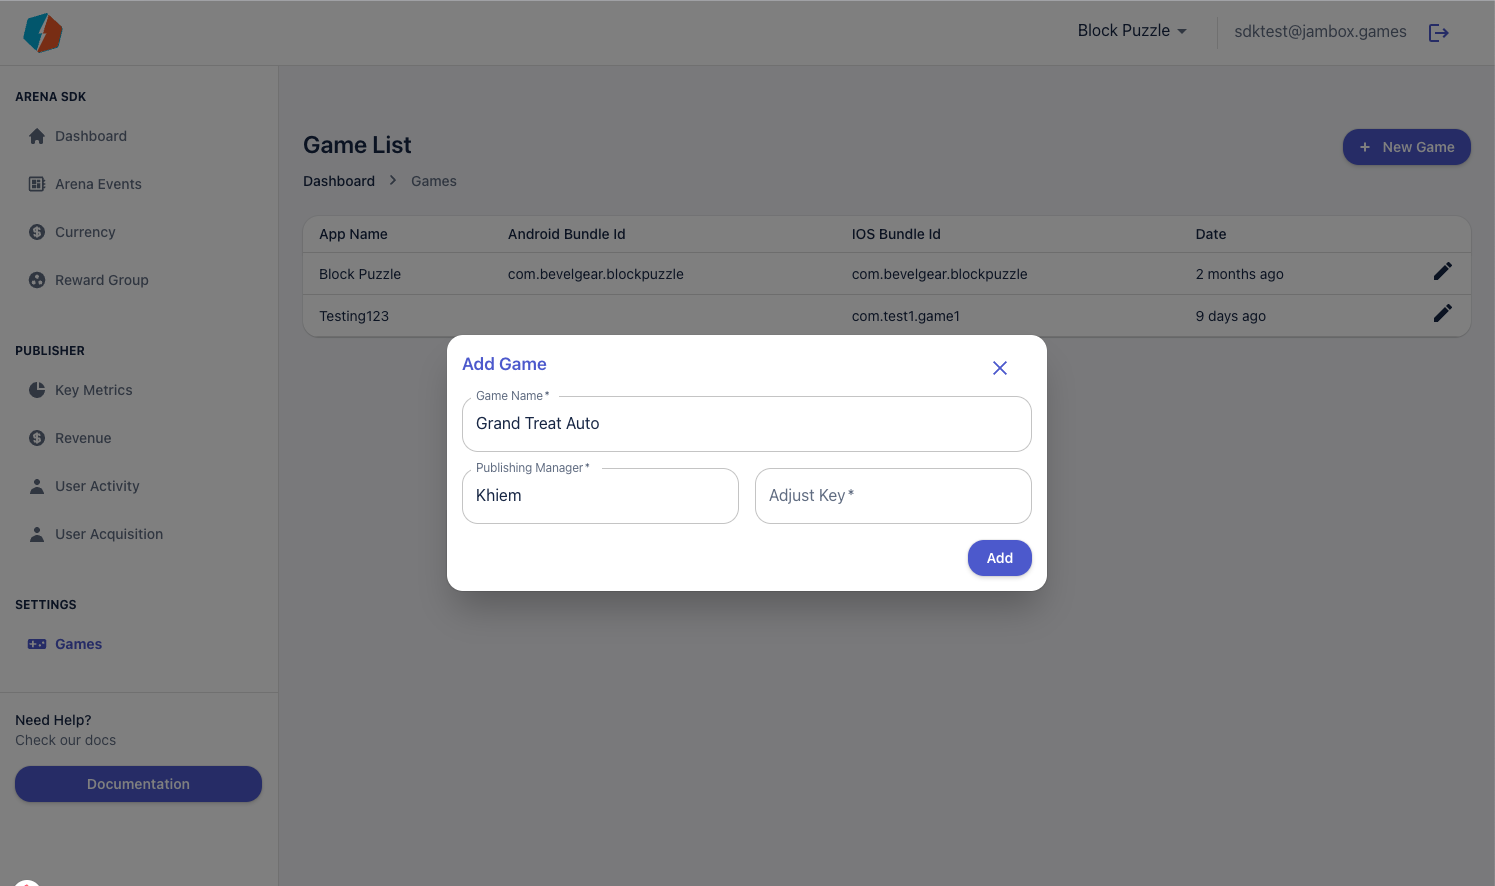 Block Puzzle
sdktest@jambox.games
ARENA SDK
Dashboard
Arena Events
Currency
Reward Group
PUBLISHER
Key Metrics
Revenue
User Activity
User Acquisition
SETTINGS
Games
Need Help?
Check our docs
Documentation
Game List
+ New Game
Dashboard > Games
App Name Android Bundle Id IOS Bundle Id Date
Block Puzzle com.bevelgear.blockpuzzle com.bevelgear.blockpuzzle 2 months ago
Testing123 com.test1.game1 9 days ago
Add Game
Game Name*
Grand Treat Auto
Publishing Manager*
Khiem
Adjust Key*
Add